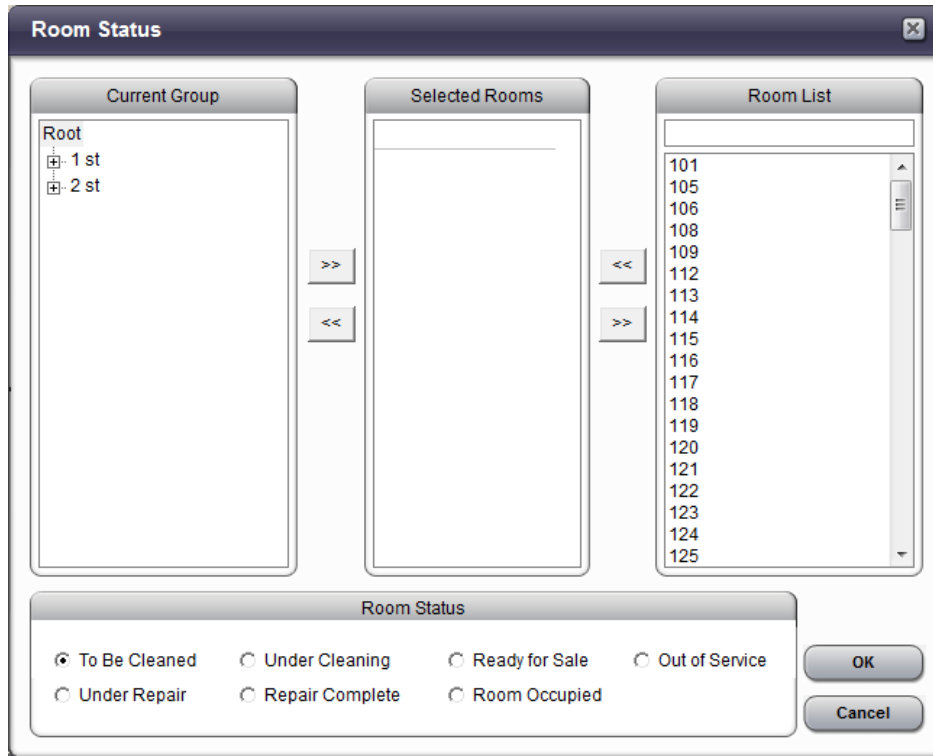 Room Status
Current Group
Selected Rooms
Room List
Root
1 st
2 st
>>
<<
<<
>>
101
105
106
108
109
112
113
114
115
116
117
118
119
120
121
122
123
124
125
Room Status
To Be Cleaned
Under Cleaning
Ready for Sale
Out of Service
Under Repair
Repair Complete
Room Occupied
OK
Cancel